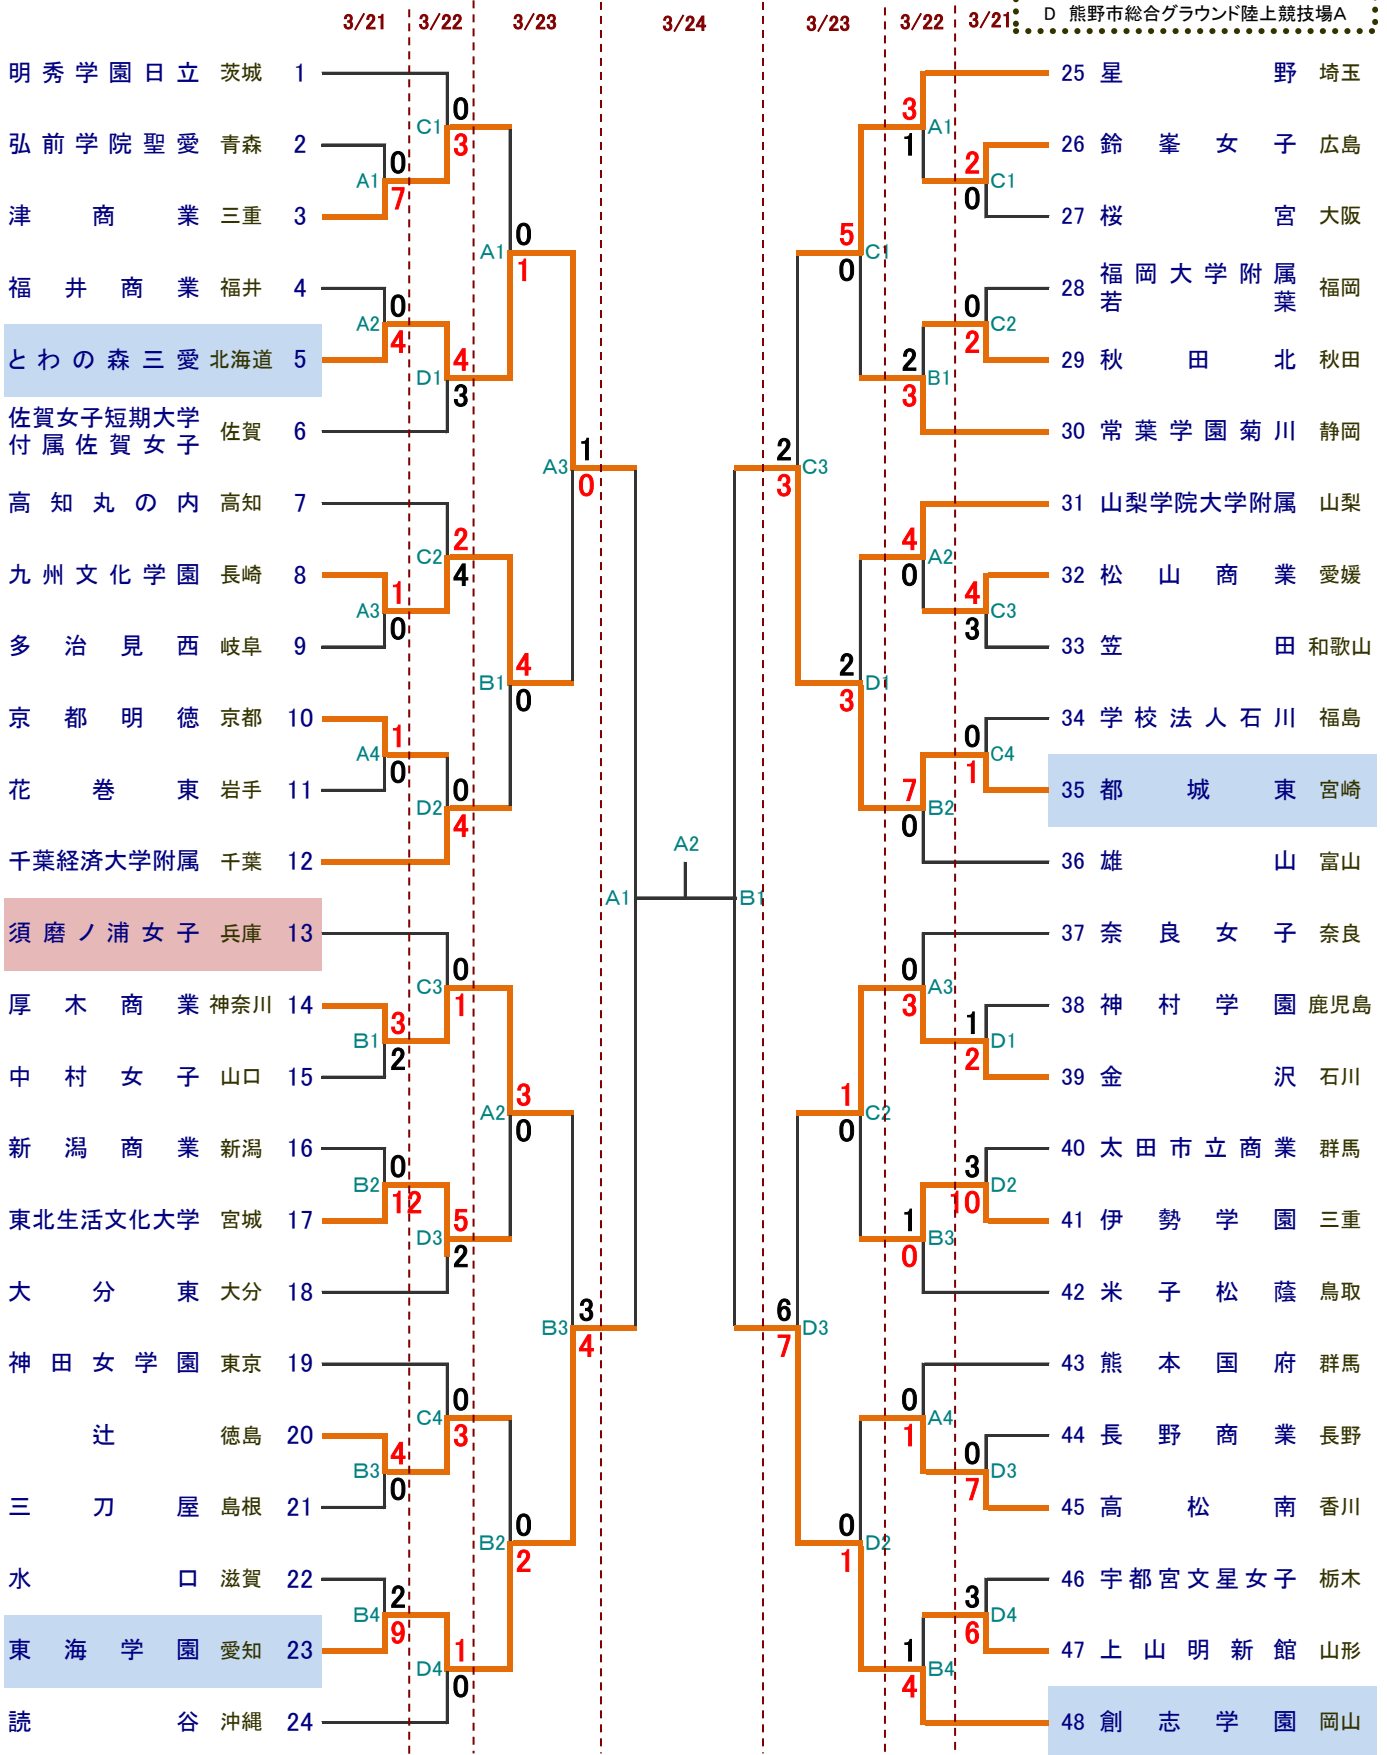 D 熊野市総合グラウンド陸上競技場A
3/21 3/22 3/23 3/24 3/23 3/22 3/21
明秀学園日立 茨城 1
弘前学院聖愛 青森 2
津商業 三重 3
福井商業 福井 4
とわの森三愛 北海道 5
佐賀女子短期大学
付属佐賀女子 佐賀 6
高知丸の内 高知 7
九州文化学園 長崎 8
多治見西 岐阜 9
京都明徳 京都 10
花巻東 岩手 11
千葉経済大学附属 千葉 12
須磨ノ浦女子 兵庫 13
厚木商業 神奈川 14
中村女子 山口 15
新潟商業 新潟 16
東北生活文化大学 宮城 17
大分東 大分 18
神田女学園 東京 19
辻 徳島 20
三刀屋 島根 21
水口 滋賀 22
東海学園 愛知 23
読谷 沖縄 24
A1 0 7
A2 0 4
A3 1 0
A4 1 0
B1 3 2
B2 0 12
B3 4 0
B4 2 9
C1 0 3
D1 4 3
C2 2 4
D2 0 4
C3 0 1
D3 5 2
C4 0 3
D4 1 0
A1 0 1
B1 4 0
A2 3 0
B2 0 2
A3 1 0
B3 3 4
A1
A2
B1
C3 2 3
D3 6 7
C1 5 0
D1 2 3
C2 1 0
D2 0 1
A1 3 1
B1 2 3
A2 4 0
B2 7 0
A3 0 3
B3 1 0
A4 0 1
B4 1 4
C1 2 0
C2 0 2
C3 4 3
C4 0 1
D1 1 2
D2 3 10
D3 0 7
D4 3 6
25 星野 埼玉
26 鈴峯女子 広島
27 桜宮 大阪
28 福岡大学附属
若葉 福岡
29 秋田北 秋田
30 常葉学園菊川 静岡
31 山梨学院大学附属 山梨
32 松山商業 愛媛
33 笠田 和歌山
34 学校法人石川 福島
35 都城東 宮崎
36 雄山 富山
37 奈良女子 奈良
38 神村学園 鹿児島
39 金沢 石川
40 太田市立商業 群馬
41 伊勢学園 三重
42 米子松蔭 鳥取
43 熊本国府 群馬
44 長野商業 長野
45 高松南 香川
46 宇都宮文星女子 栃木
47 上山明新館 山形
48 創志学園 岡山